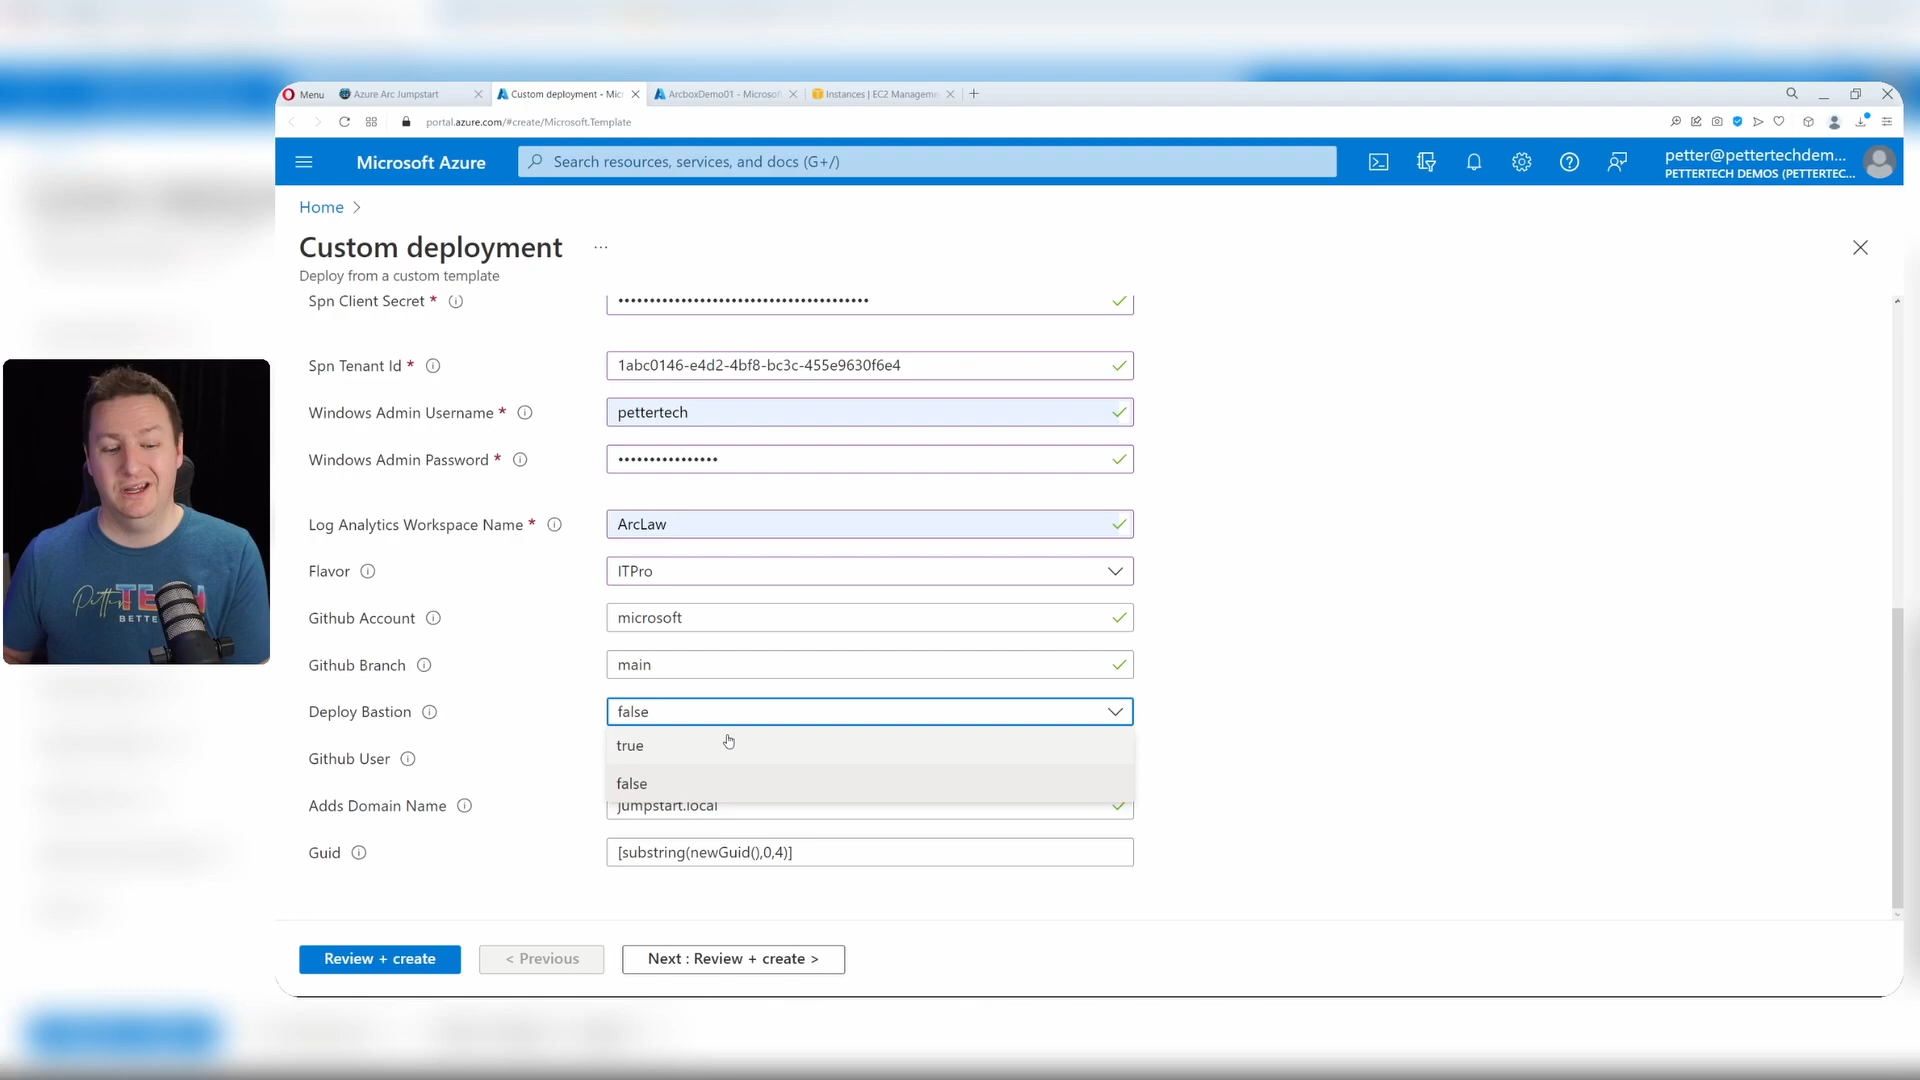 Menu
Azure Arc Jumpstart
Custom deployment - Mic
ArcboxDemo01 - Microsof
Instances | EC2 Managem
portal.azure.com/#create/Microsoft.Template
Microsoft Azure
Search resources, services, and docs (G+/)
petter@pettertechdem...
PETTERTECH DEMOS (PETTERTEC...
Home >
Custom deployment ...
Deploy from a custom template
Spn Client Secret *
Spn Tenant Id * 1abc0146-e4d2-4bf8-bc3c-455e9630f6e4
Windows Admin Username * pettertech
Windows Admin Password *
Log Analytics Workspace Name * ArcLaw
Flavor ITPro
Github Account microsoft
Github Branch main
Deploy Bastion false
true
Github User
false
Adds Domain Name jumpstart.local
Guid [substring(newGuid(),0,4)]
Review + create
< Previous
Next : Review + create >
Petter
TECH
BETTE